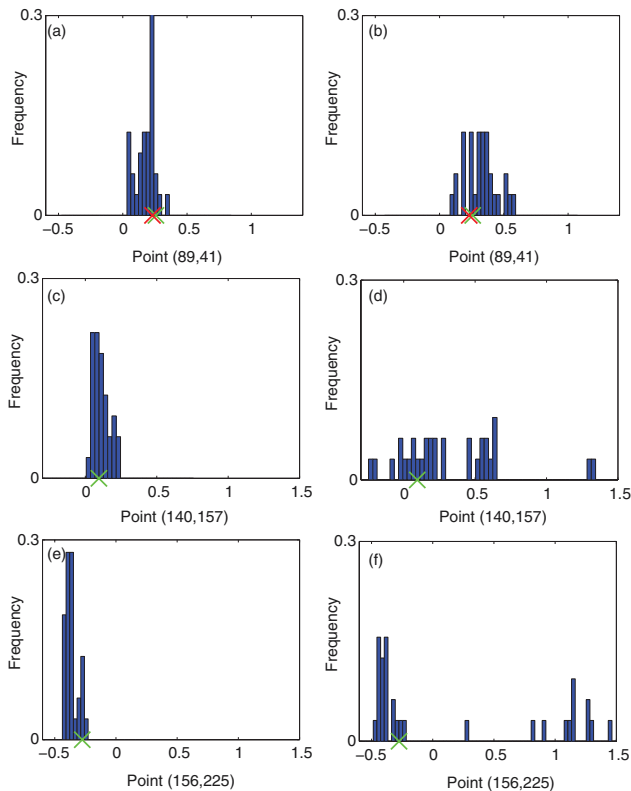 0.3
(a)
Frequency
0
−0.5
0
0.5
1
Point (89,41)
0.3
(b)
Frequency
0
−0.5
0
0.5
1
Point (89,41)
0.3
(c)
Frequency
0
0
0.5
1
1.5
Point (140,157)
0.3
(d)
Frequency
0
0
0.5
1
1.5
Point (140,157)
0.3
(e)
Frequency
0
−0.5
0
0.5
1
1.5
Point (156,225)
0.3
(f)
Frequency
0
−0.5
0
0.5
1
1.5
Point (156,225)